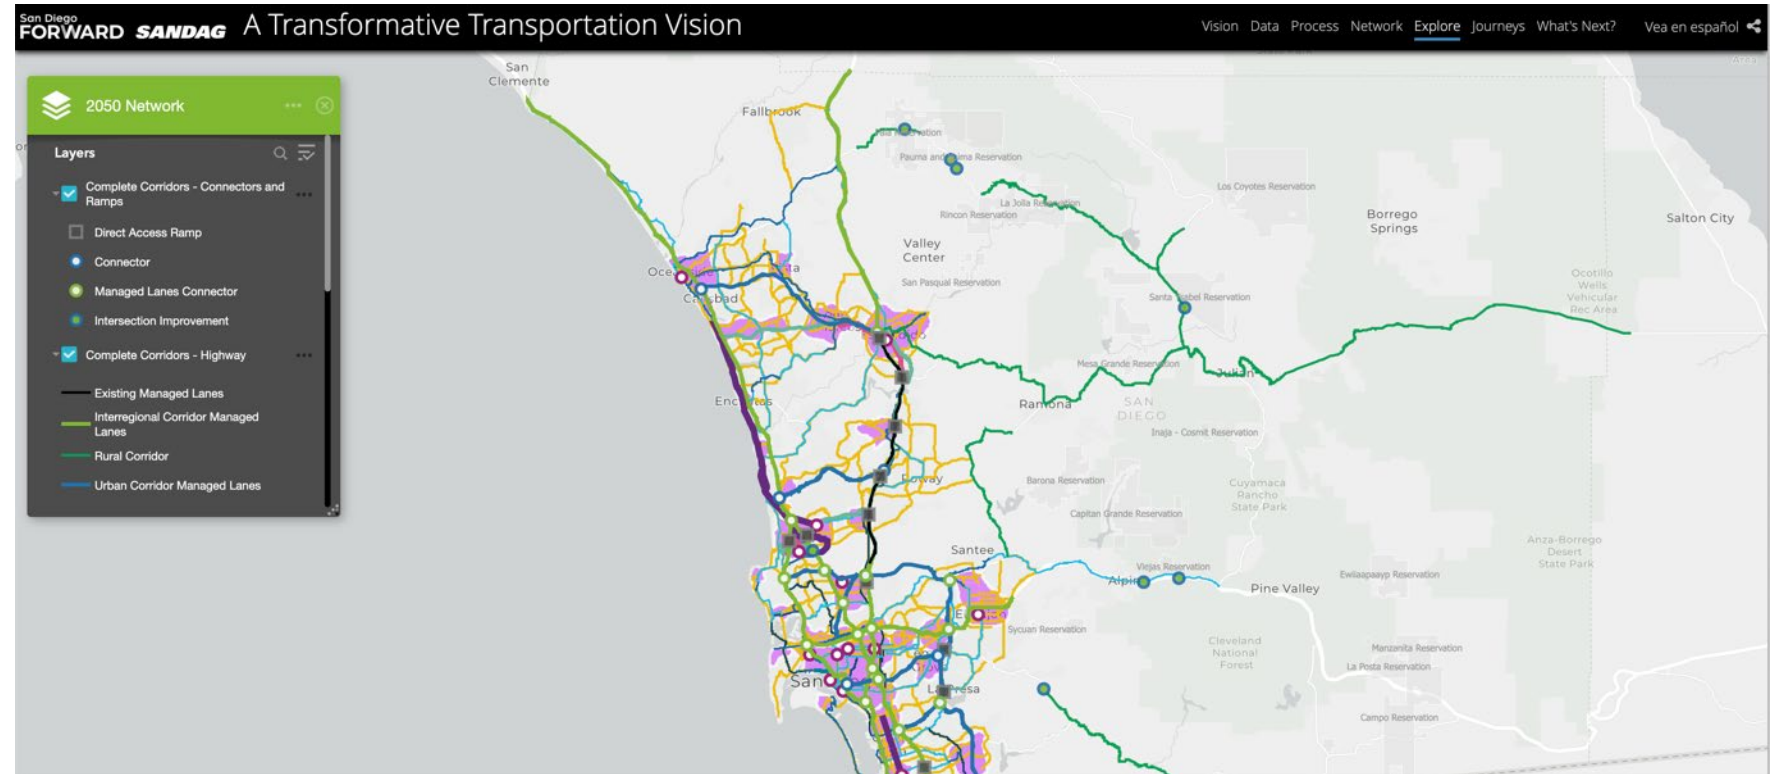 San Diego
FORWARD SANDAG A Transformative Transportation Vision
Vision Data Process Network Explore Journeys What's Next? Vea en español
2050 Network
Layers
Complete Corridors - Connectors and
Ramps
Direct Access Ramp
Connector
Managed Lanes Connector
Intersection Improvement
Complete Corridors - Highway
Existing Managed Lanes
Interregional Corridor Managed
Lanes
Rural Corridor
Urban Corridor Managed Lanes
San
Clemente
Fallbrook
Pauma and
Reservation
La Jolla
Rincon Reservation
Los Coyotes Reservation
Borrego
Springs
Salton City
Valley
Center
San Pasqual Reservation
Ocotillo
Wells
Vehicular
Rec Area
Santa
Reservation
Mesa Grande Reservation
Julian
Ramona
SAN
DIEGO
Inaja - Cosmit Reservation
Poway
Barona Reservation
Cuyamaca
Rancho
State Park
Capitan Grande Reservation
Anza-Borrego
Desert
State Park
Santee
Viejas Reservation
Ewiiaapaayp Reservation
Pine Valley
Sycuan Reservation
Cleveland
National
Forest
Manzanita Reservation
La Posta Reservation
San
Campo Reservation